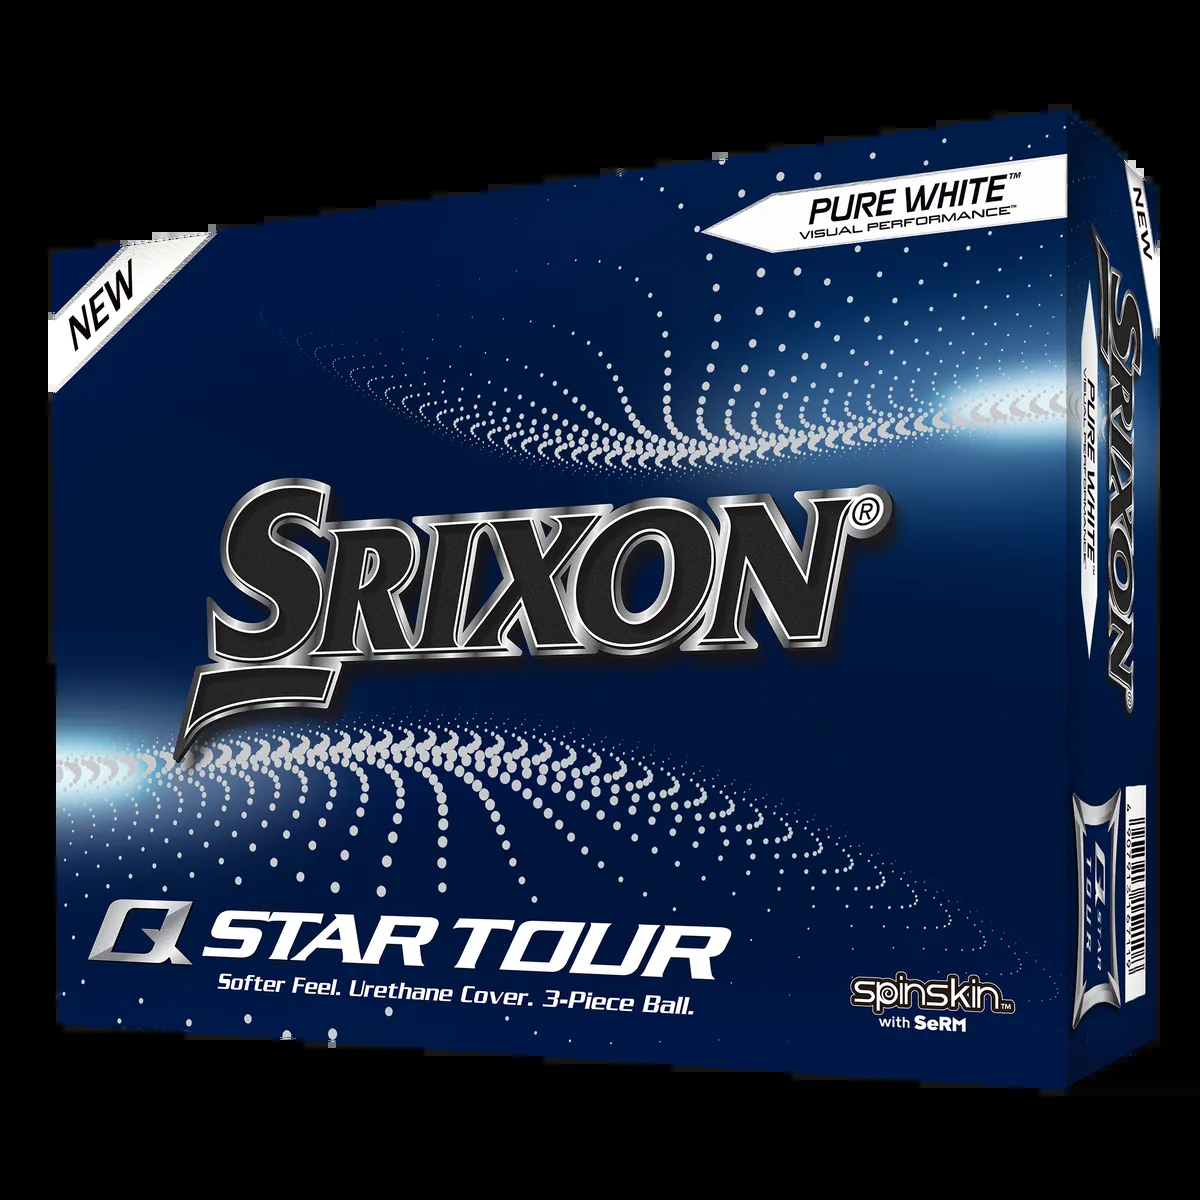 NEW
PURE WHITE™
VISUAL PERFORMANCE™
SRIXON®
Q STAR TOUR
Softer Feel. Urethane Cover. 3-Piece Ball.
spinskin™
with SeRM
NEW
SRIXON®
PURE WHITE™
Q STAR
TOUR